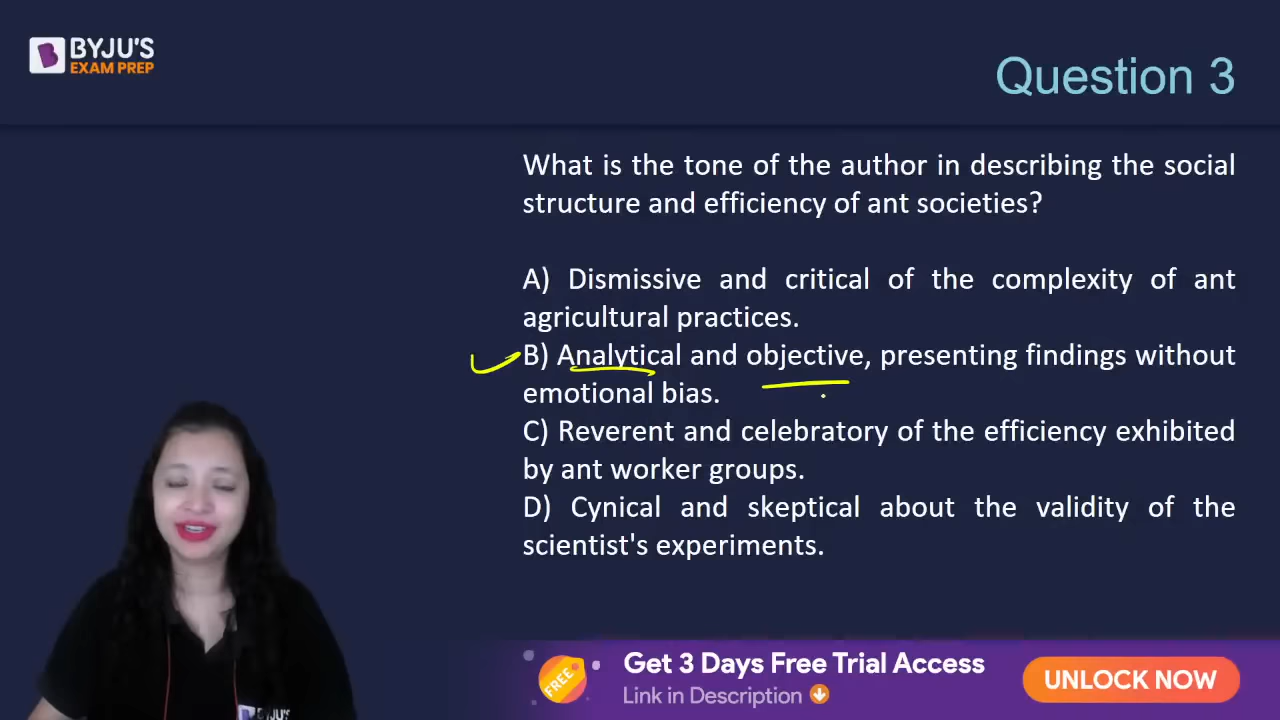 BYJU'S
EXAM PREP
Question 3
What is the tone of the author in describing the social
structure and efficiency of ant societies?
A) Dismissive and critical of the complexity of ant
agricultural practices.
B) Analytical and objective, presenting findings without
emotional bias.
C) Reverent and celebratory of the efficiency exhibited
by ant worker groups.
D) Cynical and skeptical about the validity of the
scientist's experiments.
BYJU'S
FREE
Get 3 Days Free Trial Access
Link in Description
UNLOCK NOW